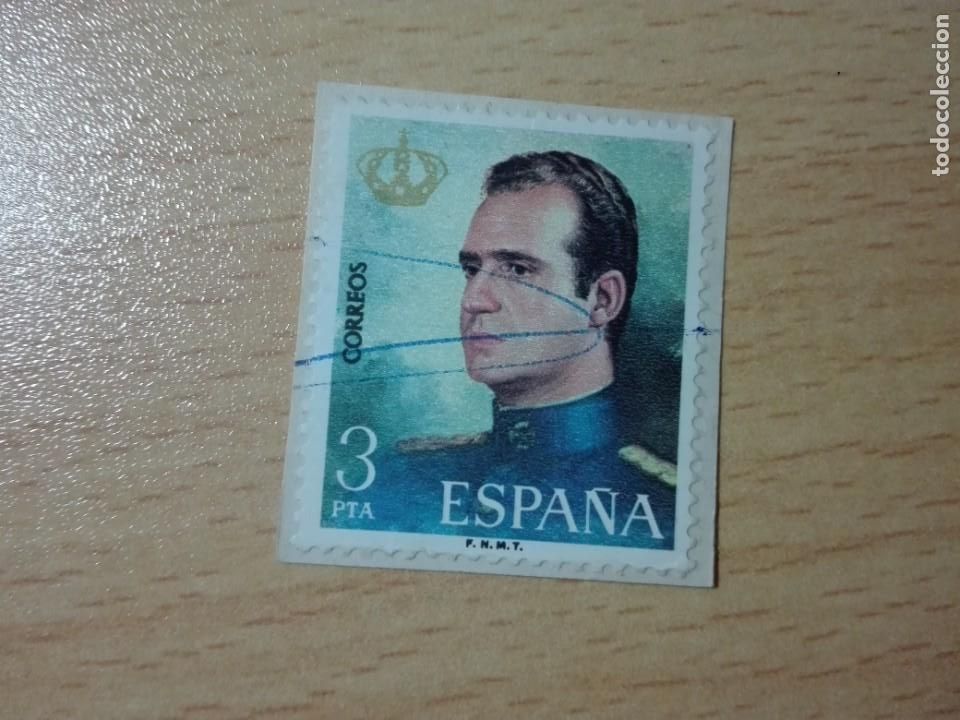 CORREOS
3
PTA
ESPAÑA
F.N.M.T.
todocoleccion